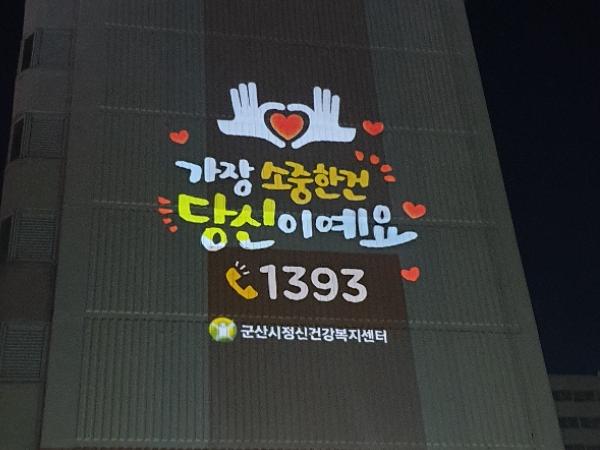 가장 소중한건
당신이예요
1393
군산시정신건강복지센터